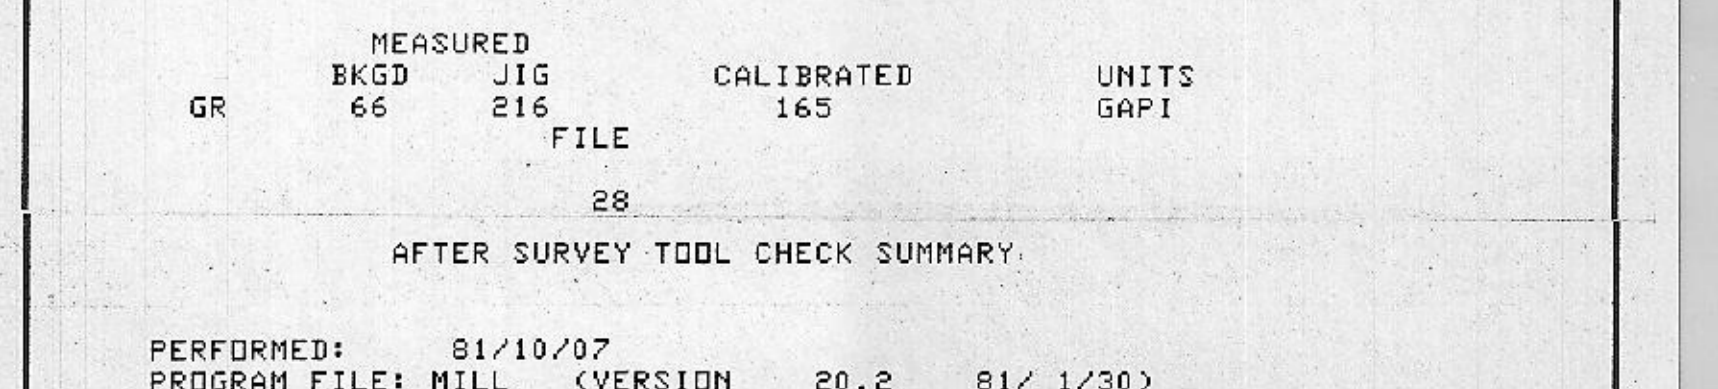 MEASURED
BKGD JIG CALIBRATED UNITS
GR 66 216 165 GAPI
FILE
28
AFTER SURVEY TOOL CHECK SUMMARY
PERFORMED: 81/10/07
PROGRAM FILE: MILL (VERSION 20.2 81/ 1/30)